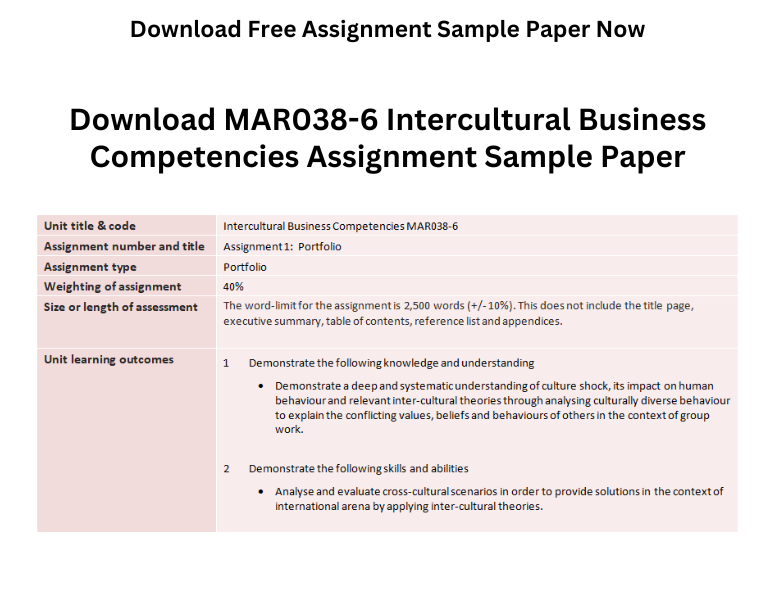 Download Free Assignment Sample Paper Now
Download MAR038-6 Intercultural Business
Competencies Assignment Sample Paper
Unit title & code Intercultural Business Competencies MAR038-6
Assignment number and title Assignment 1: Portfolio
Assignment type Portfolio
Weighting of assignment 40%
Size or length of assessment The word-limit for the assignment is 2,500 words (+/-10%). This does not include the title page,
executive summary, table of contents, reference list and appendices.
Unit learning outcomes 1 Demonstrate the following knowledge and understanding
• Demonstrate a deep and systematic understanding of culture shock, its impact on human
behaviour and relevant inter-cultural theories through analysing culturally diverse behaviour
to explain the conflicting values, beliefs and behaviours of others in the context of group
work.
2 Demonstrate the following skills and abilities
• Analyse and evaluate cross-cultural scenarios in order to provide solutions in the context of
international arena by applying inter-cultural theories.